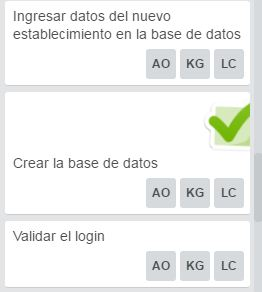 Ingresar datos del nuevo
establecimiento en la base de datos
AO KG LC
Crear la base de datos
AO KG LC
Validar el login
AO KG LC